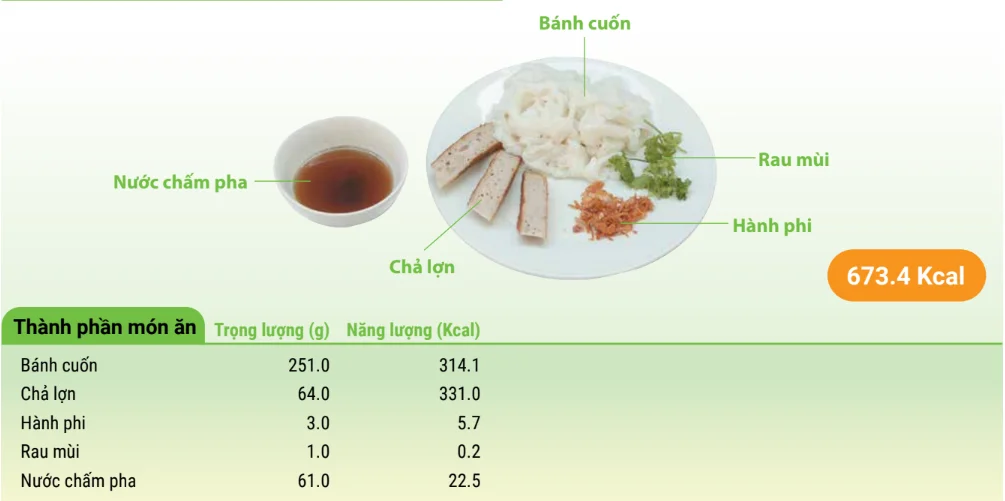 Bánh cuốn
Rau mùi
Nước chấm pha
Hành phi
Chả lợn
673.4 Kcal
Thành phần món ăn Trọng lượng (g) Năng lượng (Kcal)
Bánh cuốn 251.0 314.1
Chả lợn 64.0 331.0
Hành phi 3.0 5.7
Rau mùi 1.0 0.2
Nước chấm pha 61.0 22.5